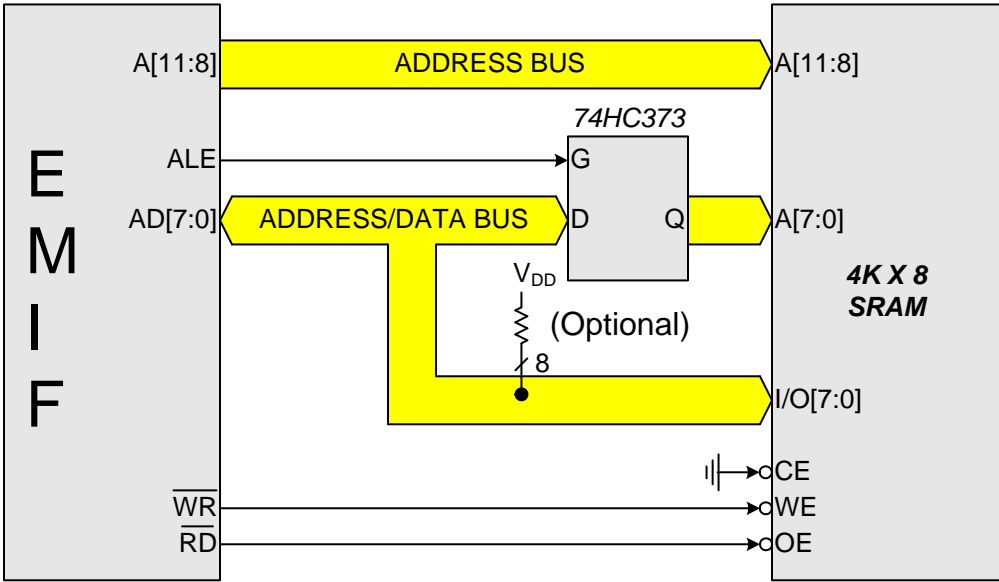 EMIF
A[11:8]
ADDRESS BUS
A[11:8]
74HC373
ALE
G
AD[7:0]
ADDRESS/DATA BUS
D
Q
A[7:0]
VDD
(Optional)
8
4K X 8
SRAM
I/O[7:0]
CE
WR
WE
RD
OE